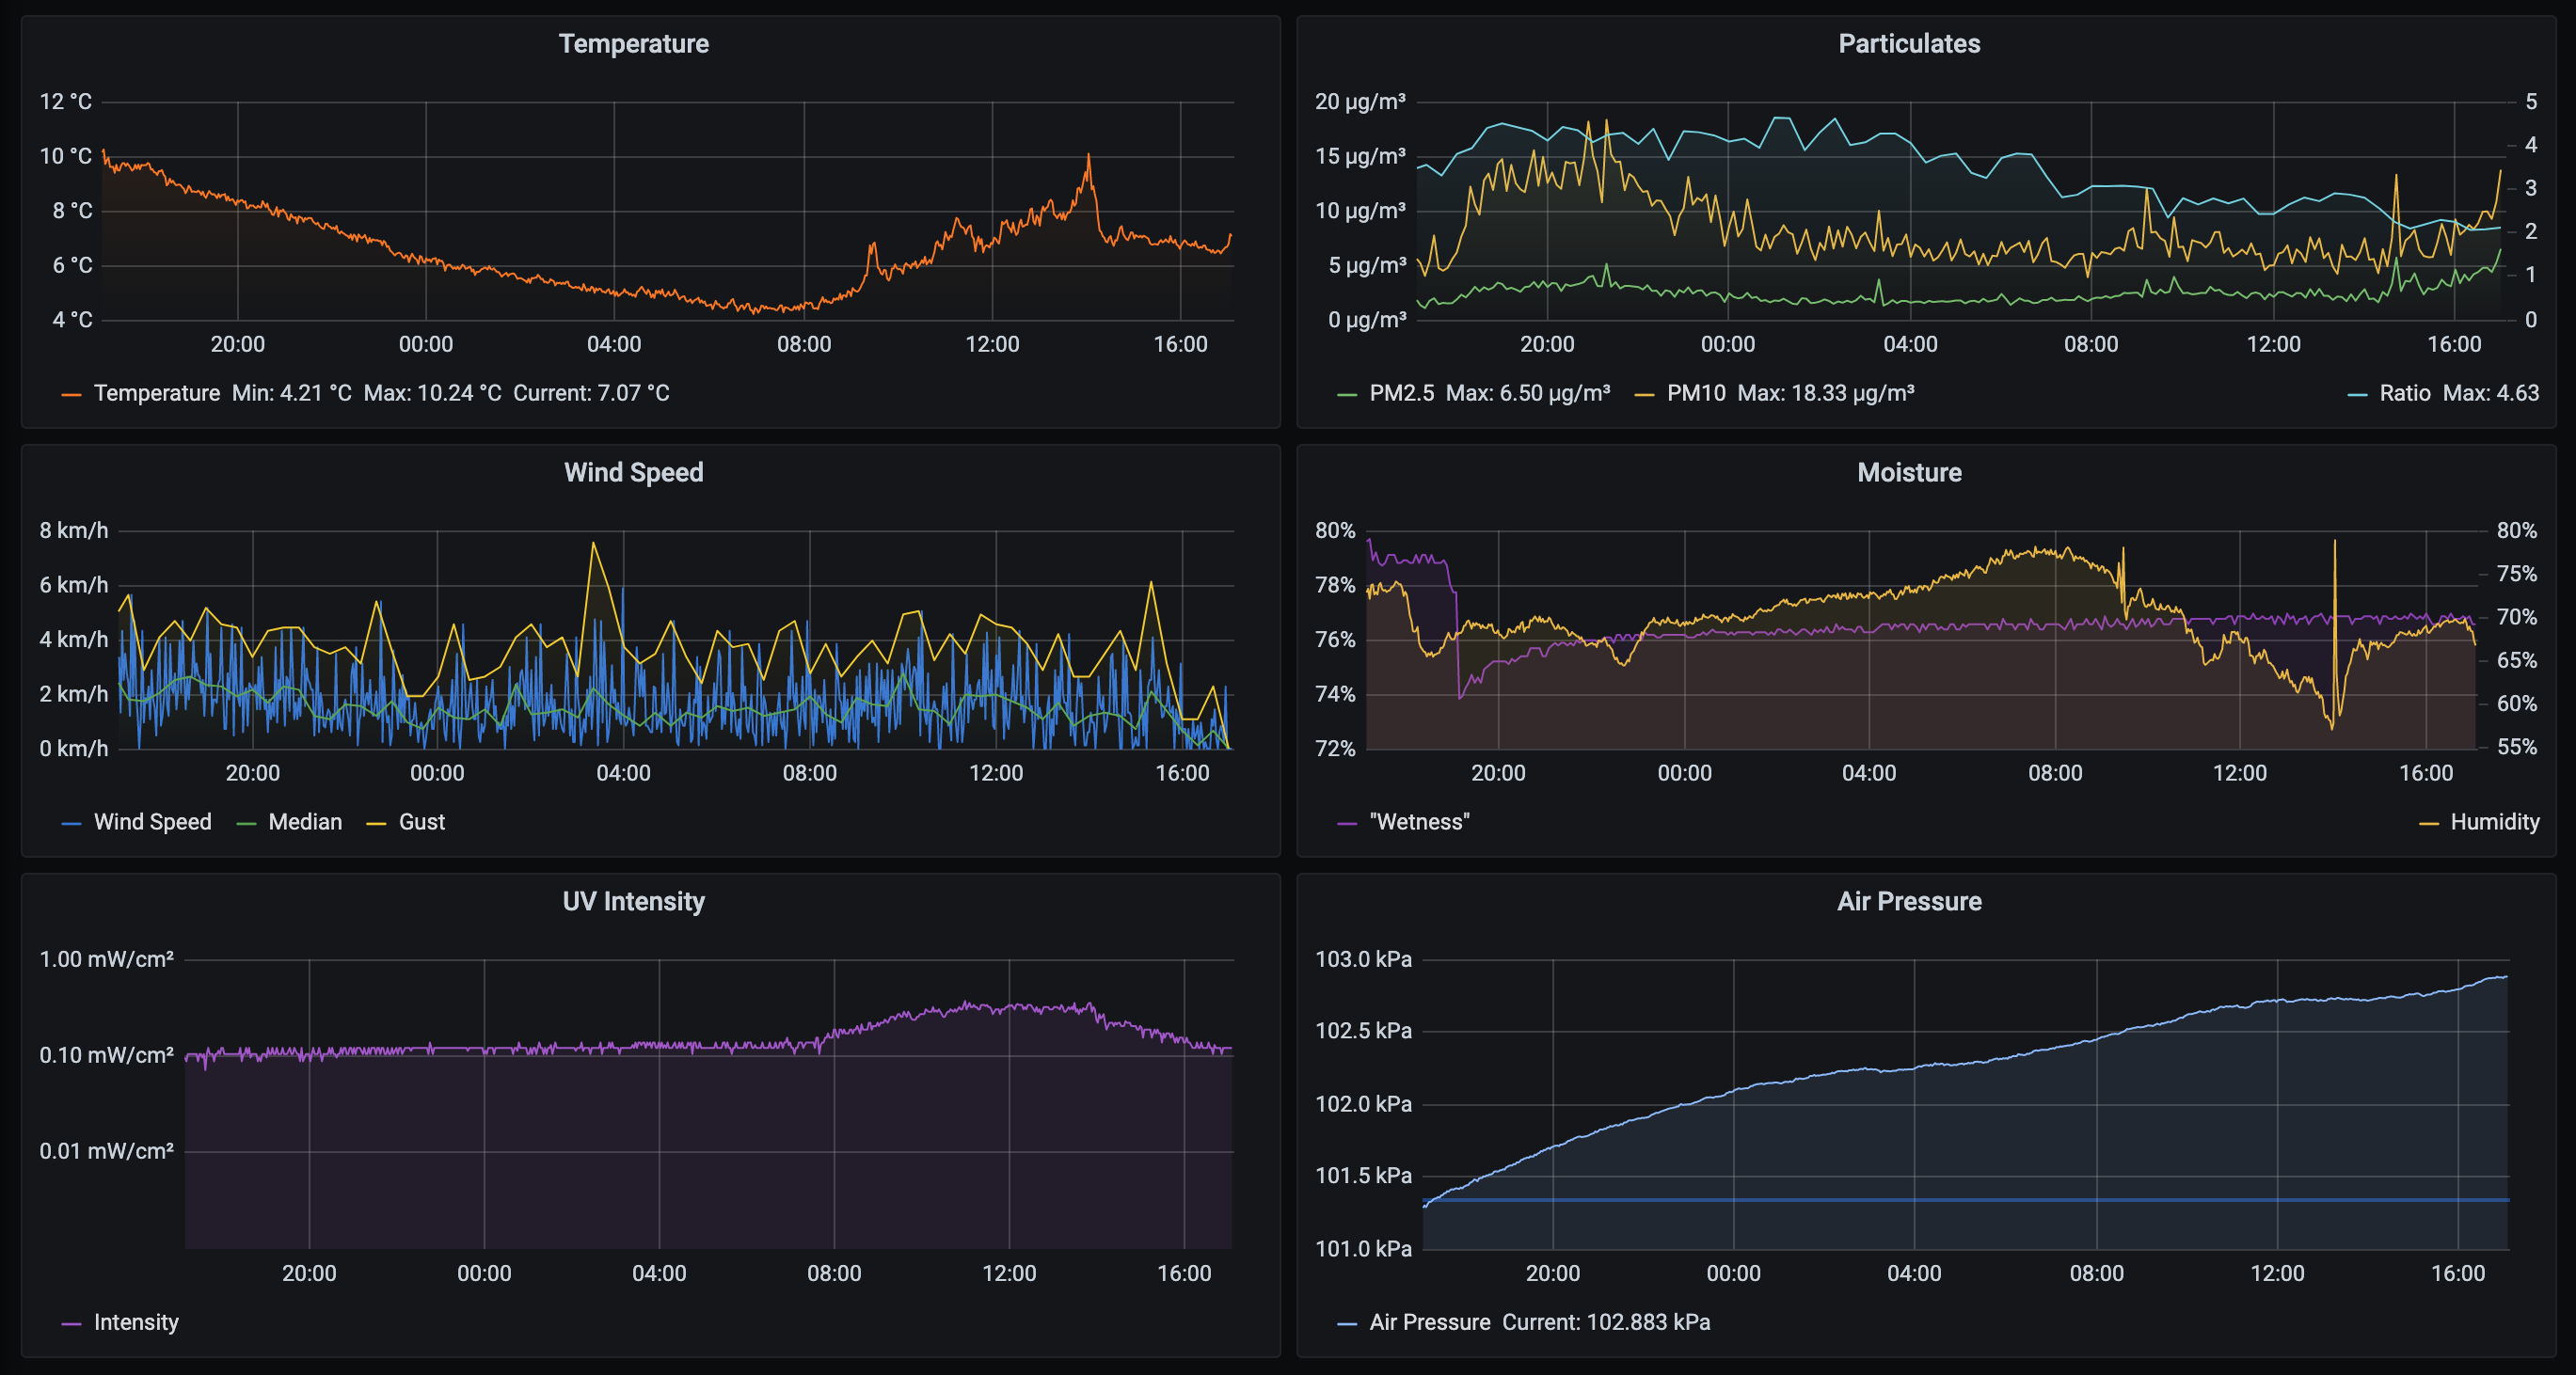 Temperature
12 °C
10 °C
8 °C
6 °C
4 °C
20:00 00:00 04:00 08:00 12:00 16:00
Temperature Min: 4.21 °C Max: 10.24 °C Current: 7.07 °C
Particulates
20 µg/m³ 5
15 µg/m³ 4
10 µg/m³ 3
5 µg/m³ 2
0 µg/m³ 1
0
20:00 00:00 04:00 08:00 12:00 16:00
PM2.5 Max: 6.50 µg/m³ PM10 Max: 18.33 µg/m³ Ratio Max: 4.63
Wind Speed
8 km/h
6 km/h
4 km/h
2 km/h
0 km/h
20:00 00:00 04:00 08:00 12:00 16:00
Wind Speed Median Gust
Moisture
80% 80%
78% 75%
76% 70%
74% 65%
72% 60%
55%
20:00 00:00 04:00 08:00 12:00 16:00
"Wetness" Humidity
UV Intensity
1.00 mW/cm²
0.10 mW/cm²
0.01 mW/cm²
20:00 00:00 04:00 08:00 12:00 16:00
Intensity
Air Pressure
103.0 kPa
102.5 kPa
102.0 kPa
101.5 kPa
101.0 kPa
20:00 00:00 04:00 08:00 12:00 16:00
Air Pressure Current: 102.883 kPa